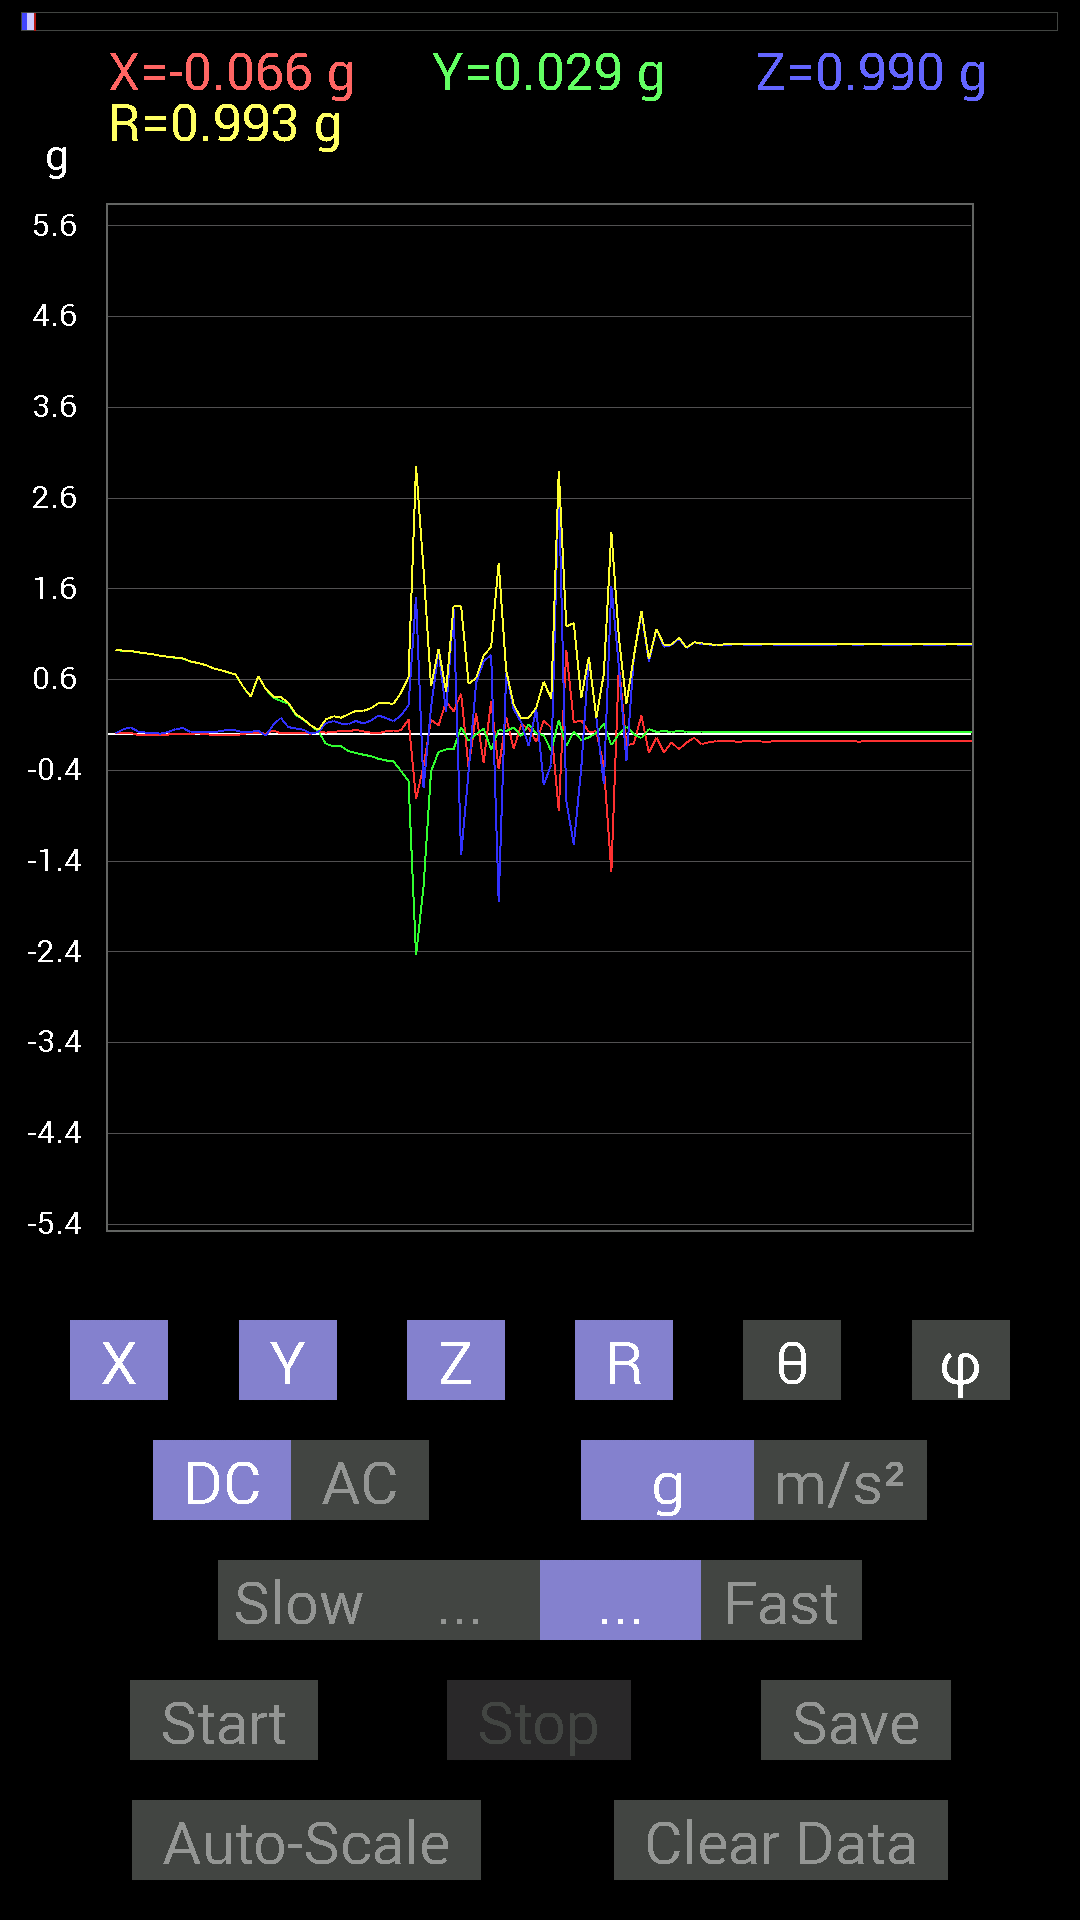 X=-0.066 g Y=0.029 g Z=0.990 g
R=0.993 g
g
5.6
4.6
3.6
2.6
1.6
0.6
-0.4
-1.4
-2.4
-3.4
-4.4
-5.4
X Y Z R θ φ
DC AC g m/s²
Slow ... ... Fast
Start Stop Save
Auto-Scale Clear Data